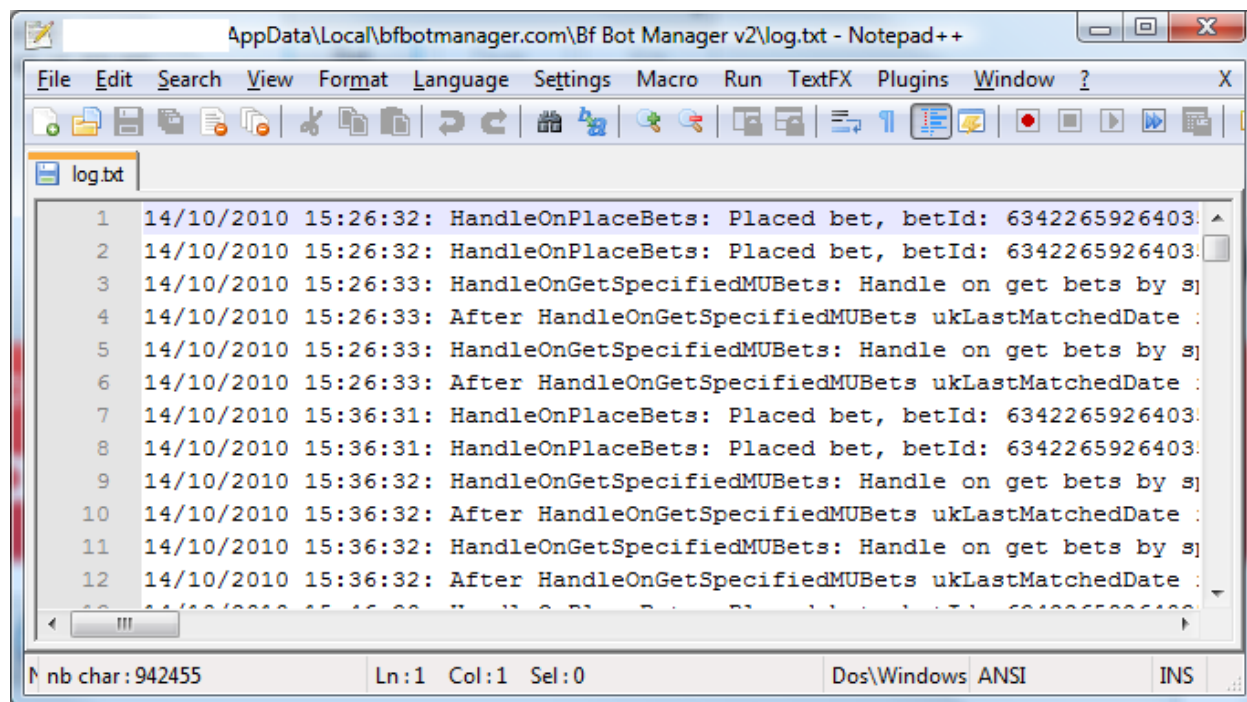 AppData\Local\bfbotmanager.com\Bf Bot Manager v2\log.txt - Notepad++
File Edit Search View Format Language Settings Macro Run TextFX Plugins Window ? X
log.txt
1 14/10/2010 15:26:32: HandleOnPlaceBets: Placed bet, betId: 63422659264035
2 14/10/2010 15:26:32: HandleOnPlaceBets: Placed bet, betId: 6342265926403
3 14/10/2010 15:26:33: HandleOnGetSpecifiedMUBets: Handle on get bets by
4 14/10/2010 15:26:33: After HandleOnGetSpecifiedMUBets ukLastMatchedDate
5 14/10/2010 15:26:33: HandleOnGetSpecifiedMUBets: Handle on get bets by
6 14/10/2010 15:26:33: After HandleOnGetSpecifiedMUBets ukLastMatchedDate
7 14/10/2010 15:36:31: HandleOnPlaceBets: Placed bet, betId: 6342265926403
8 14/10/2010 15:36:31: HandleOnPlaceBets: Placed bet, betId: 6342265926403
9 14/10/2010 15:36:32: HandleOnGetSpecifiedMUBets: Handle on get bets by
10 14/10/2010 15:36:32: After HandleOnGetSpecifiedMUBets ukLastMatchedDate
11 14/10/2010 15:36:32: HandleOnGetSpecifiedMUBets: Handle on get bets by
12 14/10/2010 15:36:32: After HandleOnGetSpecifiedMUBets ukLastMatchedDate
nb char : 942455 Ln : 1 Col : 1 Sel : 0 Dos\Windows ANSI INS